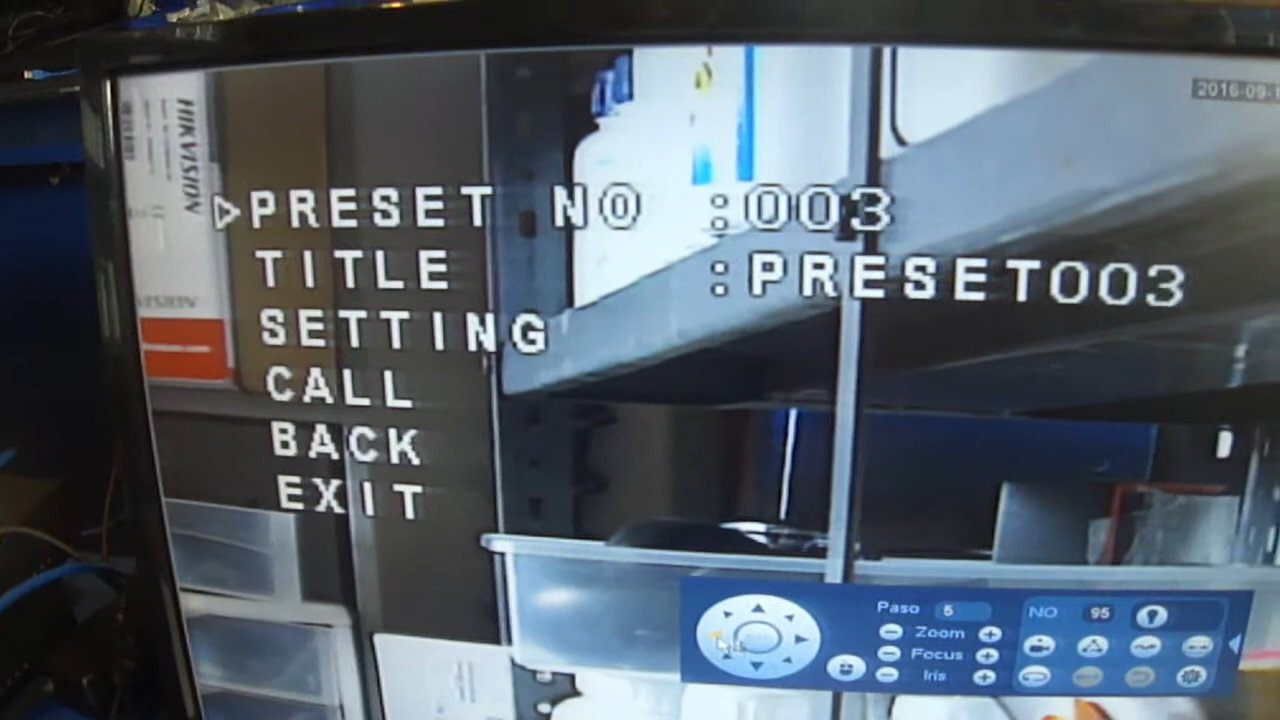 2016-09-1
HIKVISION
PRESET NO :003
TITLE :PRESET003
SETTING
CALL
BACK
EXIT
Paso 5
Zoom
Focus
Iris
NO 95